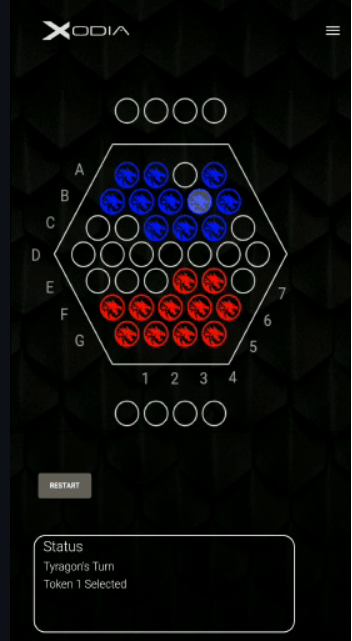 XODIA
A
B
C
D
E
F
G
7
6
5
1 2 3 4
RESTART
Status
Tyragon's Turn
Token 1 Selected